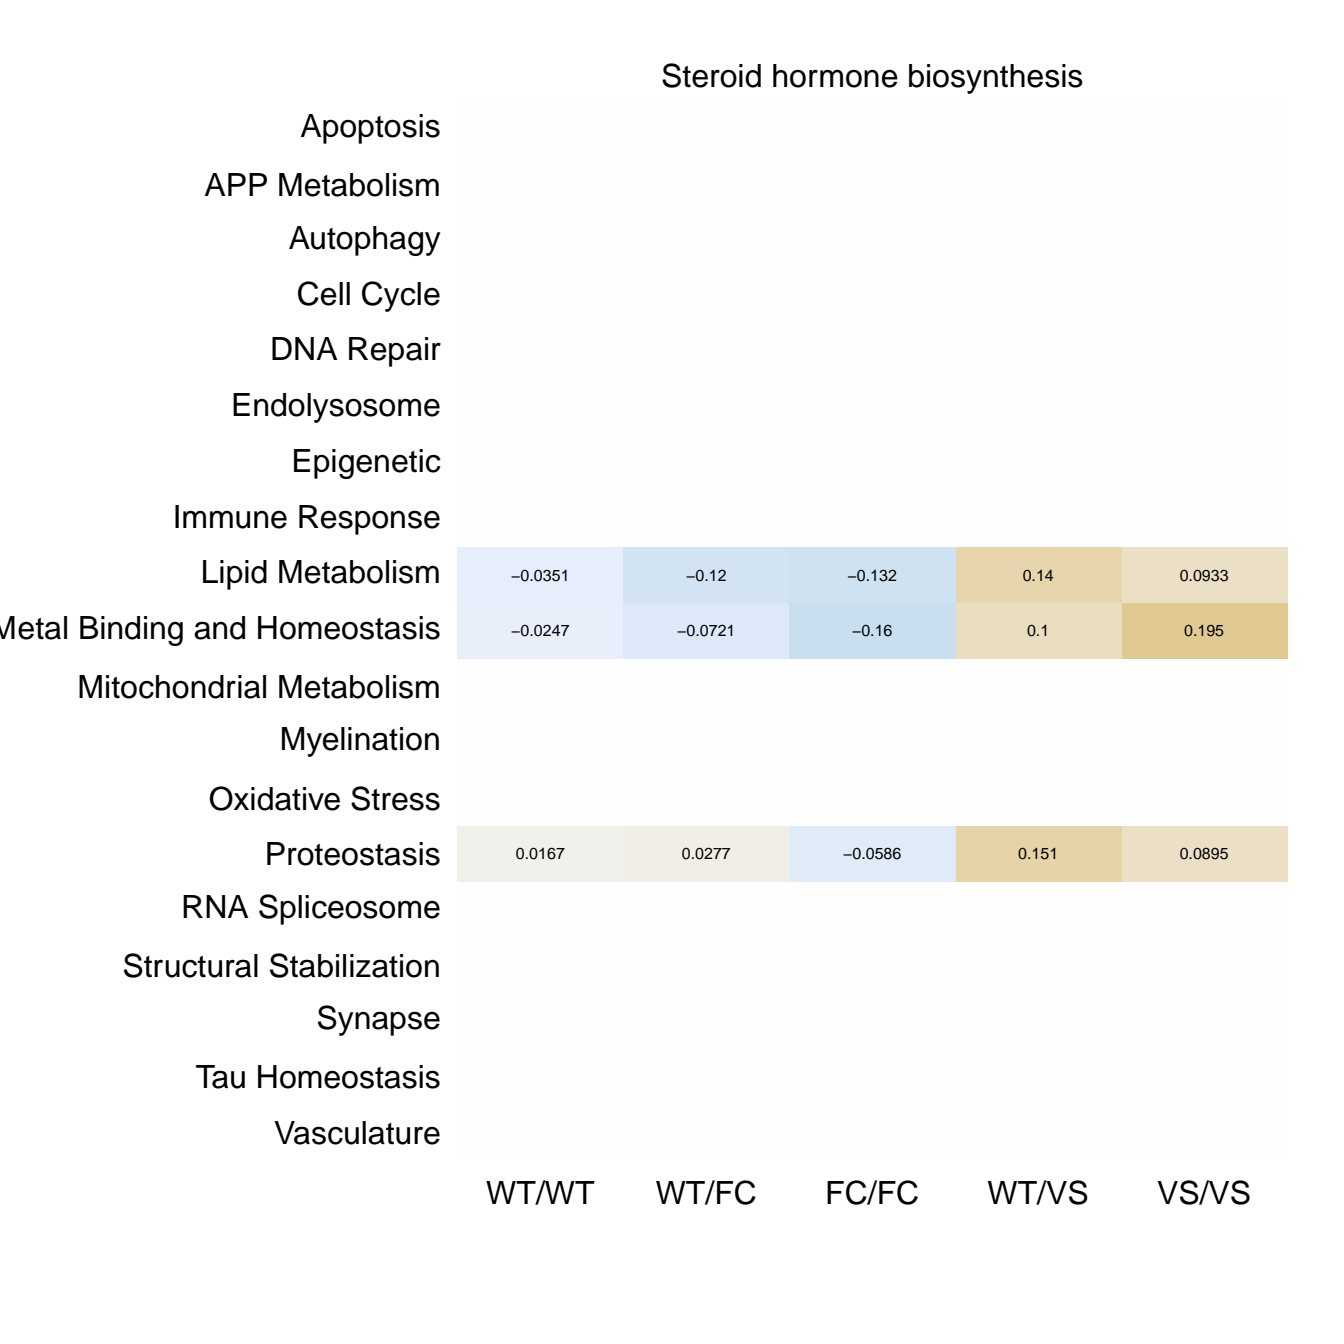 Steroid hormone biosynthesis
Apoptosis
APP Metabolism
Autophagy
Cell Cycle
DNA Repair
Endolysosome
Epigenetic
Immune Response
Lipid Metabolism −0.0351 −0.12 −0.132 0.14 0.0933
Metal Binding and Homeostasis −0.0247 −0.0721 −0.16 0.1 0.195
Mitochondrial Metabolism
Myelination
Oxidative Stress
Proteostasis 0.0167 0.0277 −0.0586 0.151 0.0895
RNA Spliceosome
Structural Stabilization
Synapse
Tau Homeostasis
Vasculature
WT/WT WT/FC FC/FC WT/VS VS/VS